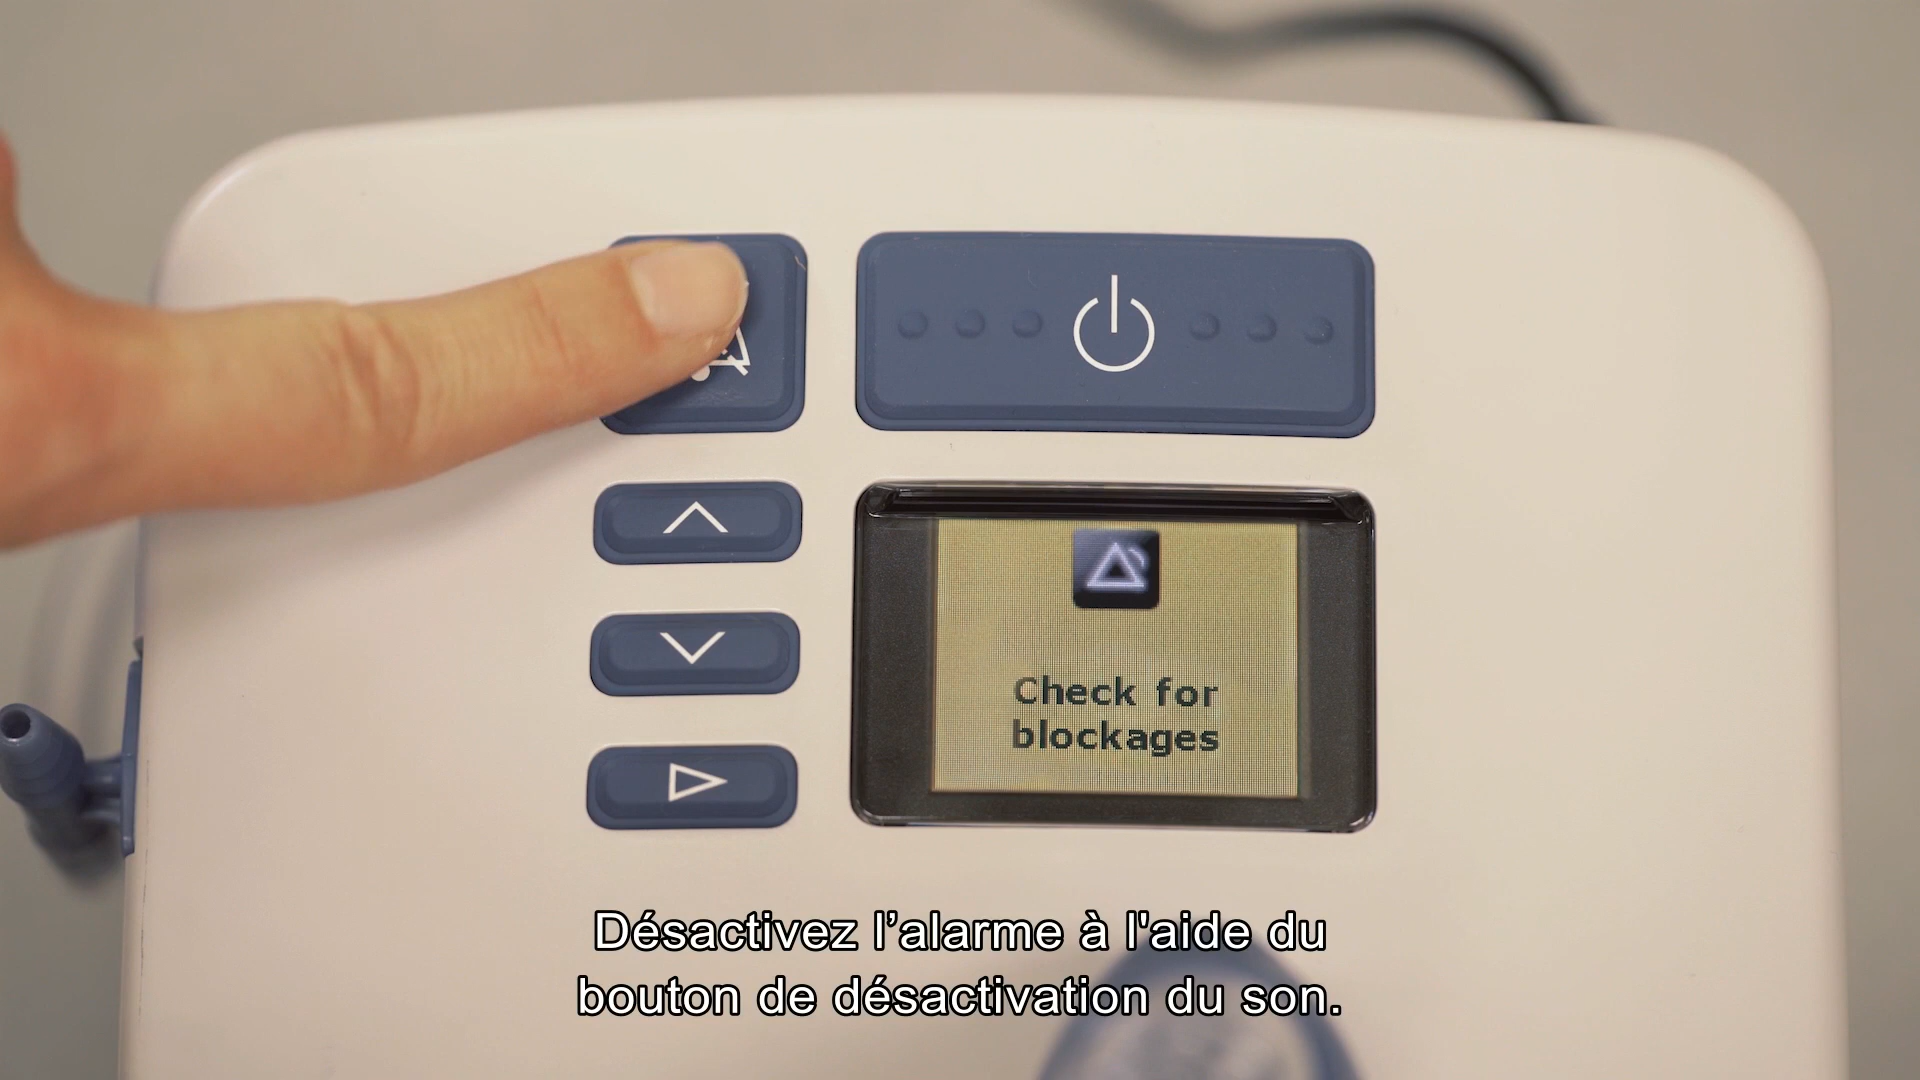 Check for
blockages
Désactivez l’alarme à l'aide du
bouton de désactivation du son.